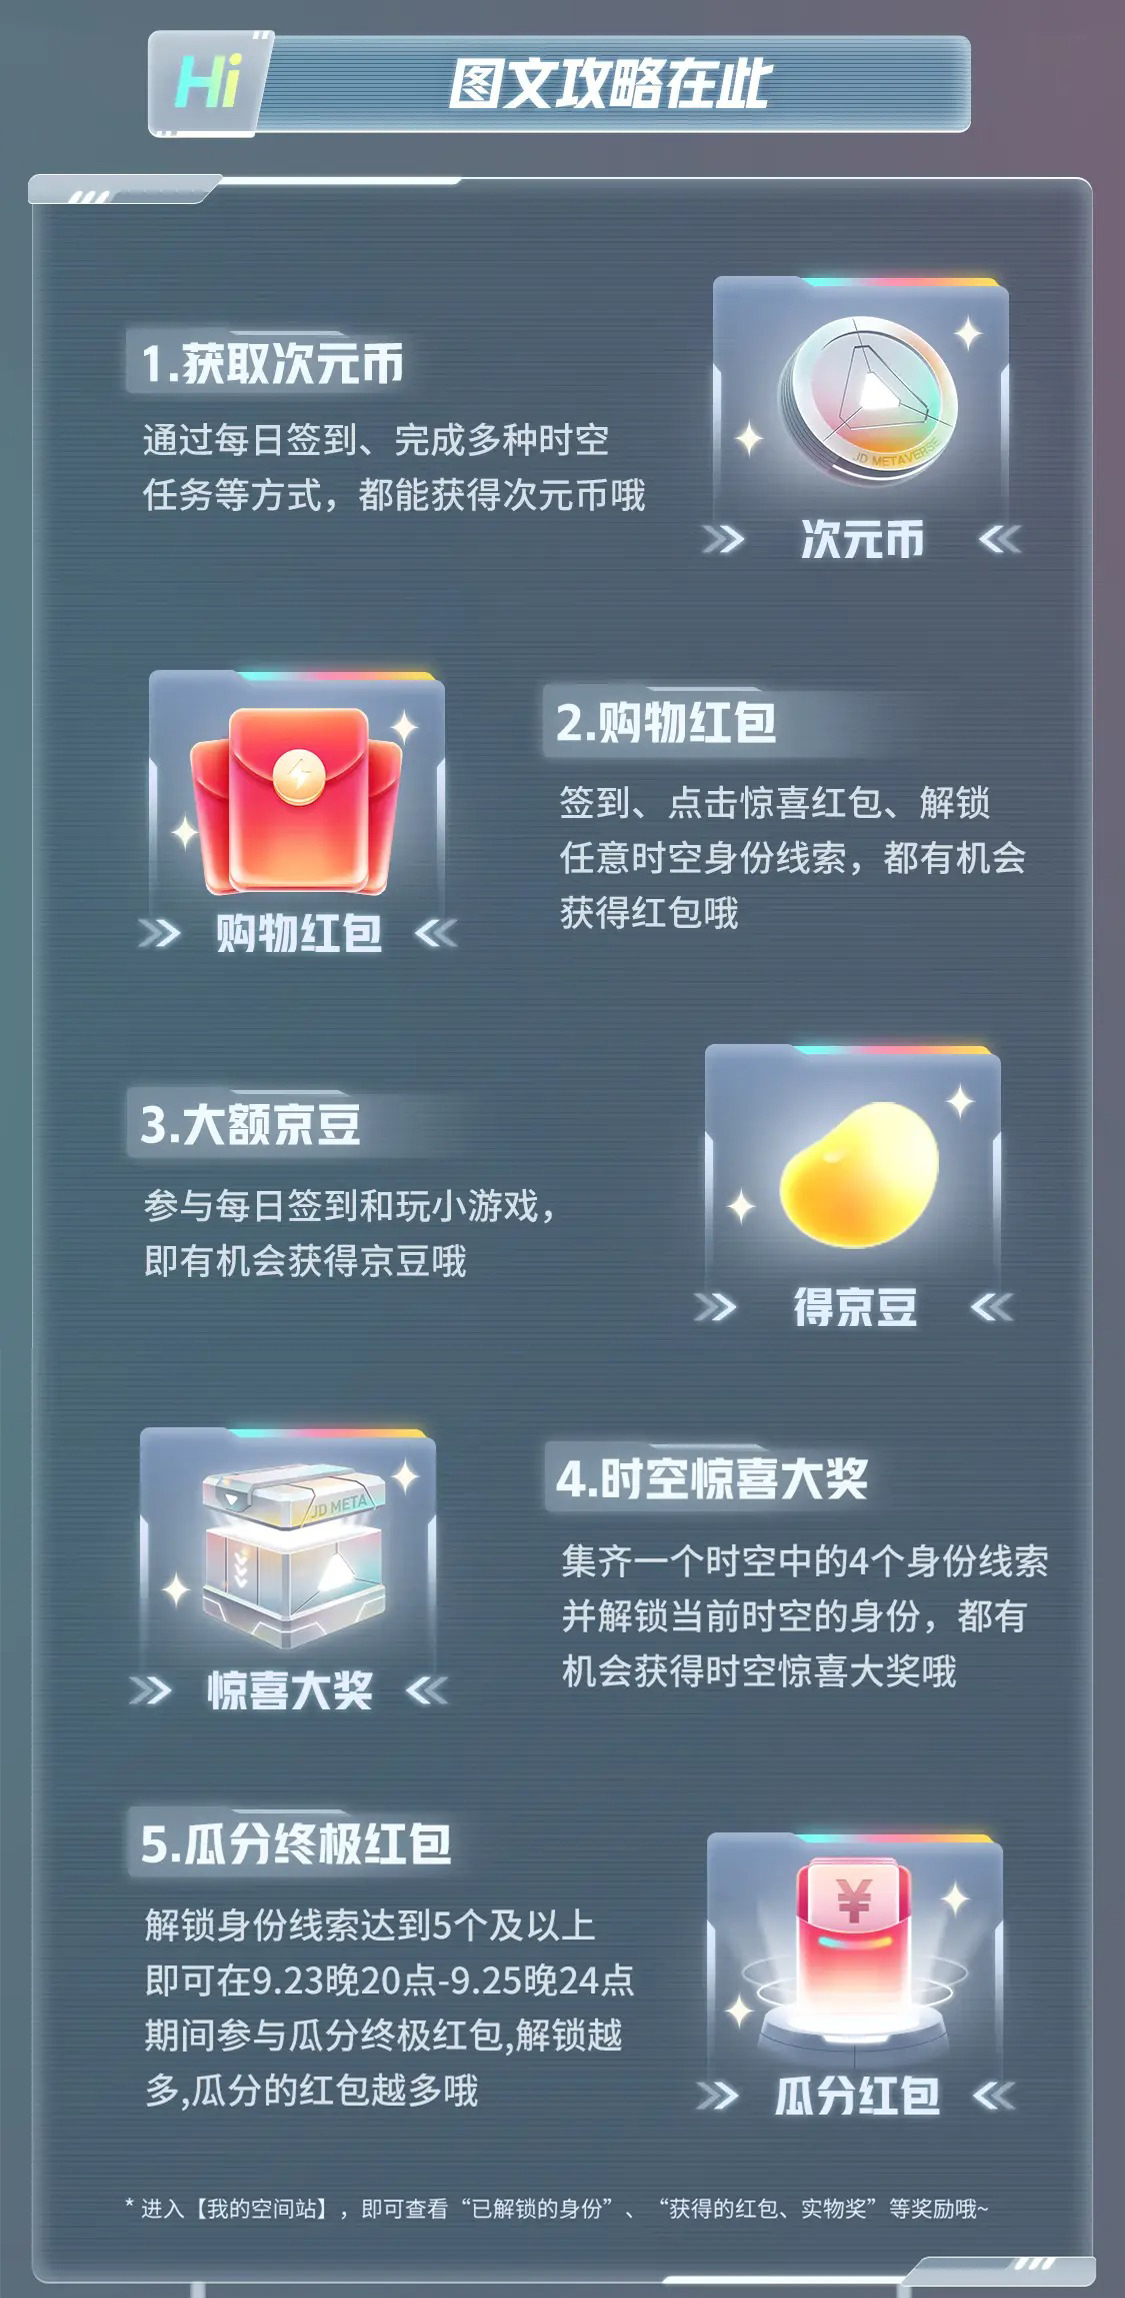 Hi
图文攻略在此
1.获取次元币
通过每日签到、完成多种时空
任务等方式，都能获得次元币哦
JD METAVERSE
次元币
购物红包
2.购物红包
签到、点击惊喜红包、解锁
任意时空身份线索，都有机会
获得红包哦
3.大额京豆
参与每日签到和玩小游戏，
即有机会获得京豆哦
得京豆
JD META
惊喜大奖
4.时空惊喜大奖
集齐一个时空中的4个身份线索
并解锁当前时空的身份，都有
机会获得时空惊喜大奖哦
5.瓜分终极红包
解锁身份线索达到5个及以上
即可在9.23晚20点-9.25晚24点
期间参与瓜分终极红包,解锁越
多,瓜分的红包越多哦
¥
瓜分红包
* 进入【我的空间站】，即可查看“已解锁的身份”、“获得的红包、实物奖”等奖励哦~